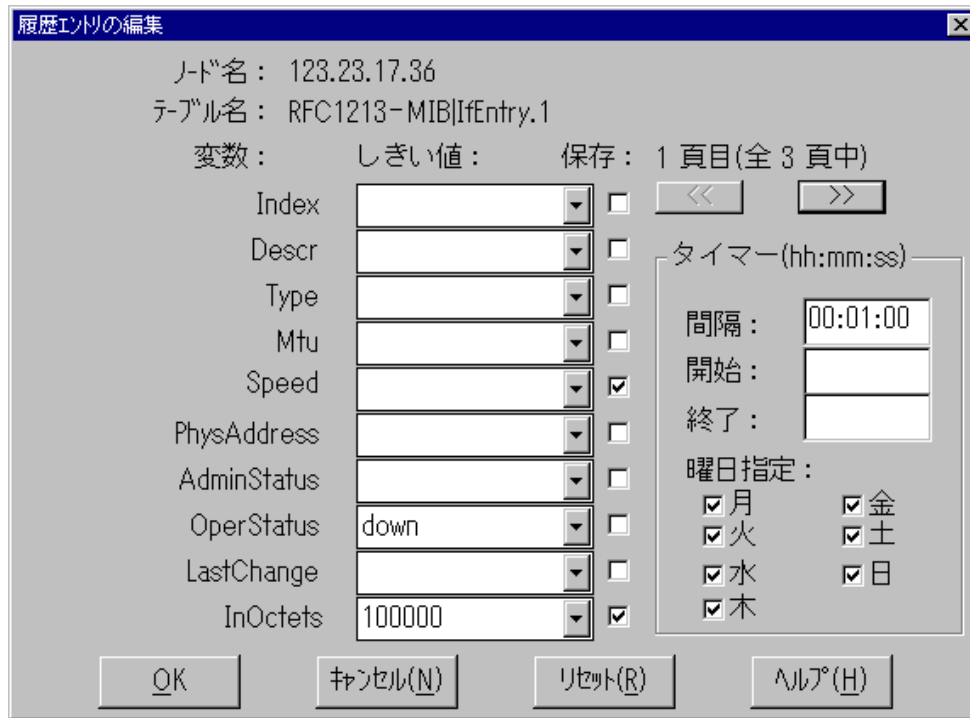 履歴ｴﾝﾄﾘの編集
ﾉｰﾄﾞ名： 123.23.17.36
ﾃｰﾌﾞﾙ名： RFC1213-MIB|IfEntry.1
変数： しきい値： 保存： 1 頁目(全 3 頁中)
Index << >>
Descr タイマー(hh:mm:ss)
Type
間隔： 00:01:00
Mtu
開始：
Speed
終了：
PhysAddress
AdminStatus 曜日指定：
月 金
OperStatus down
火 土
LastChange 水 日
InOctets 100000 木
OK ｷｬﾝｾﾙ(N) ﾘｾｯﾄ(R) ﾍﾙﾌﾟ(H)